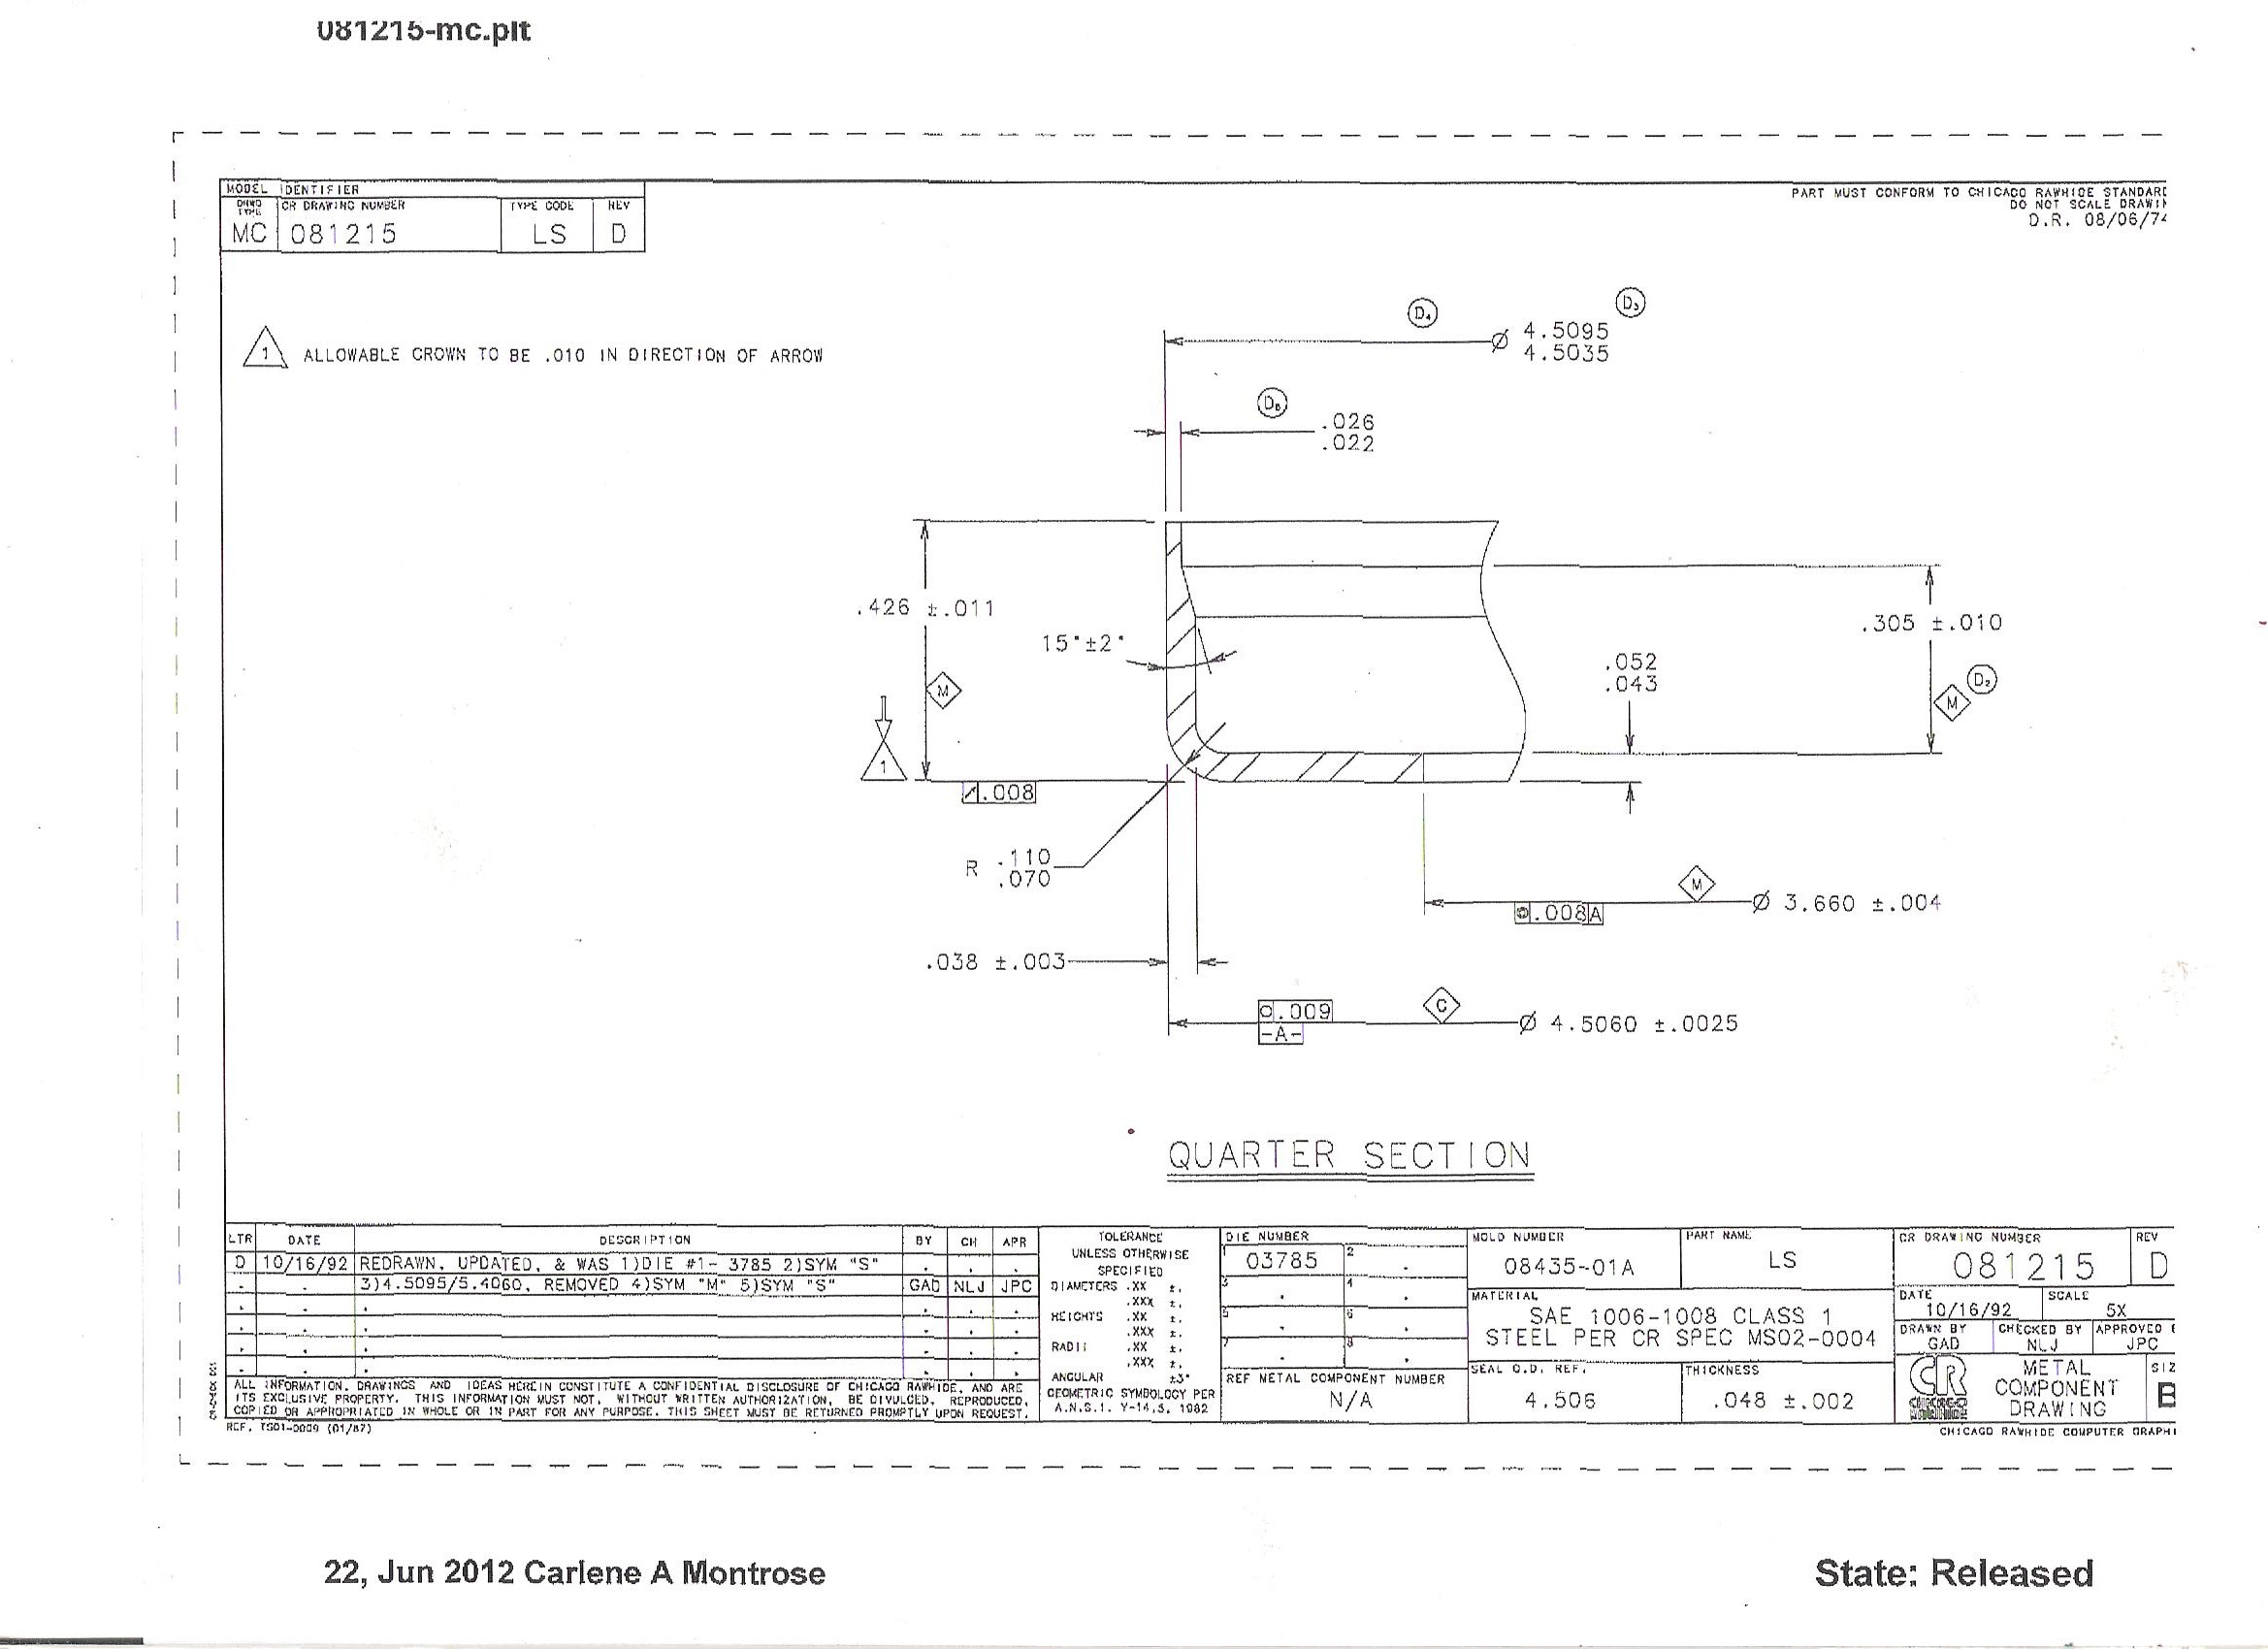 081215-mc.plt
MODEL IDENTIFIER
DWG TYPE
CR DRAWING NUMBER
TYPE CODE
REV
MC
081215
LS
D
PART MUST CONFORM TO CHICAGO RAWHIDE STANDARD
DO NOT SCALE DRAWIN
D.R. 08/06/74
1 ALLOWABLE CROWN TO BE .010 IN DIRECTION OF ARROW
D4
D3
Ø 4.5095
4.5035
D5
.026
.022
.426 ±.011
.305 ±.010
15°±2°
.052
.043
M
M
D2
1
.008
R .110
.070
M
.008 A
Ø 3.660 ±.004
.038 ±.003
.009
-A-
C
Ø 4.5060 ±.0025
QUARTER SECTION
LTR DATE DESCRIPTION BY CH APR
D 10/16/92 REDRAWN, UPDATED, & WAS 1)DIE #1- 3785 2)SYM "S"
3)4.5095/5.4060, REMOVED 4)SYM "M" 5)SYM "S" GAD NLJ JPC
ALL INFORMATION, DRAWINGS AND IDEAS HEREIN CONSTITUTE A CONFIDENTIAL DISCLOSURE OF CHICAGO RAWHIDE, AND ARE
ITS EXCLUSIVE PROPERTY. THIS INFORMATION MUST NOT, WITHOUT WRITTEN AUTHORIZATION, BE DIVULGED, REPRODUCED,
COPIED OR APPROPRIATED IN WHOLE OR IN PART FOR ANY PURPOSE. THIS SHEET MUST BE RETURNED PROMPTLY UPON REQUEST.
REF. TS01-0009 (01/87)
TOLERANCE
UNLESS OTHERWISE
SPECIFIED
DIAMETERS .XX ±.
.XXX ±.
HEIGHTS .XX ±.
.XXX ±.
RADII .XX ±.
.XXX ±.
ANGULAR ±3°
GEOMETRIC SYMBOLOGY PER
A.N.S.I. Y-14.5, 1982
DIE NUMBER
1 03785 2
3 4
5 6
7 8
REF METAL COMPONENT NUMBER
N/A
MOLD NUMBER
08435-01A
PART NAME
LS
MATERIAL
SAE 1006-1008 CLASS 1
STEEL PER CR SPEC MS02-0004
SEAL O.D. REF.
4.506
THICKNESS
.048 ±.002
CR DRAWING NUMBER
081215
REV
D
DATE
10/16/92
SCALE
5X
DRAWN BY
GAD
CHECKED BY
NLJ
APPROVED B
JPC
CR
CHICAGO
RAWHIDE
METAL
COMPONENT
DRAWING
SIZ
B
CHICAGO RAWHIDE COMPUTER GRAPHI
22, Jun 2012 Carlene A Montrose
State: Released